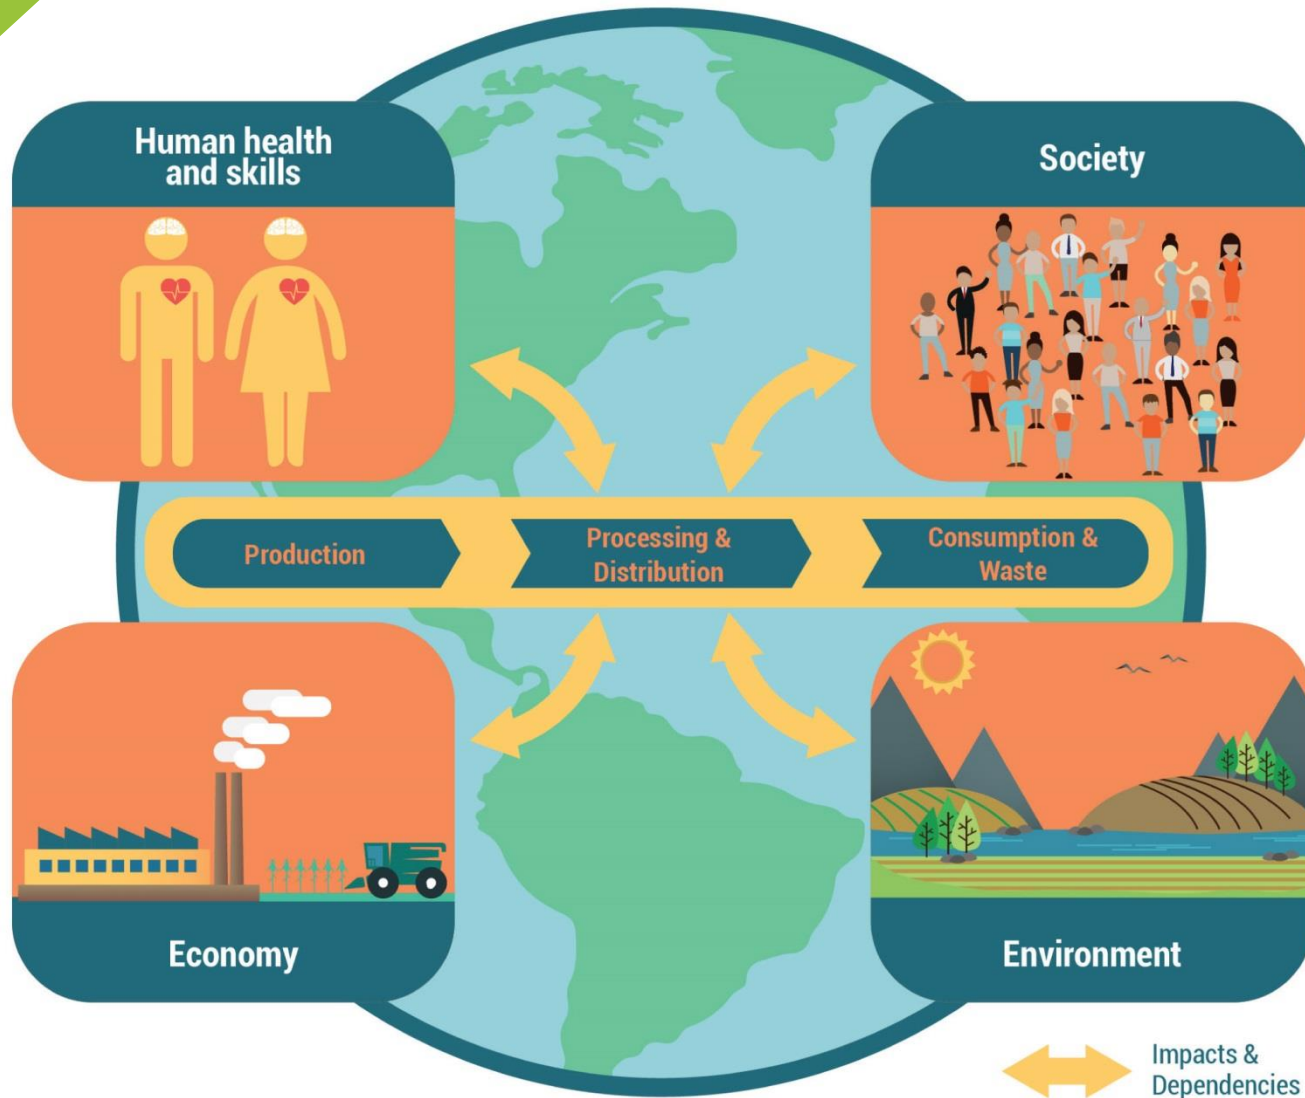 Human health
and skills
Society
Production
Processing &
Distribution
Consumption &
Waste
Economy
Environment
Impacts &
Dependencies